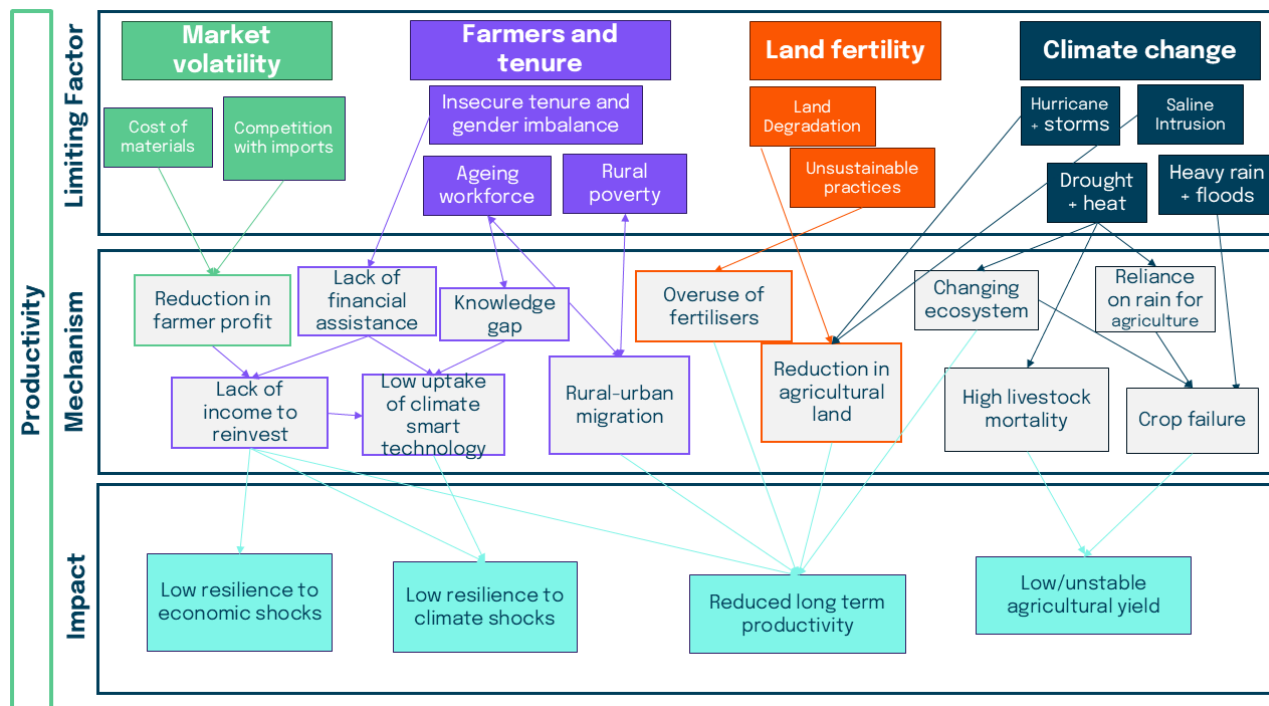 Productivity
Limiting Factor
Market
volatility
Farmers and
tenure
Land fertility
Climate change
Cost of
materials
Competition
with imports
Insecure tenure and
gender imbalance
Ageing
workforce
Rural
poverty
Land
Degradation
Unsustainable
practices
Hurricane
+ storms
Saline
Intrusion
Drought
+ heat
Heavy rain
+ floods
Mechanism
Reduction in
farmer profit
Lack of
financial
assistance
Knowledge
gap
Overuse of
fertilisers
Changing
ecosystem
Reliance
on rain for
agriculture
Lack of
income to
reinvest
Low uptake
of climate
smart
technology
Rural-urban
migration
Reduction in
agricultural
land
High livestock
mortality
Crop failure
Impact
Low resilience to
economic shocks
Low resilience to
climate shocks
Reduced long term
productivity
Low/unstable
agricultural yield